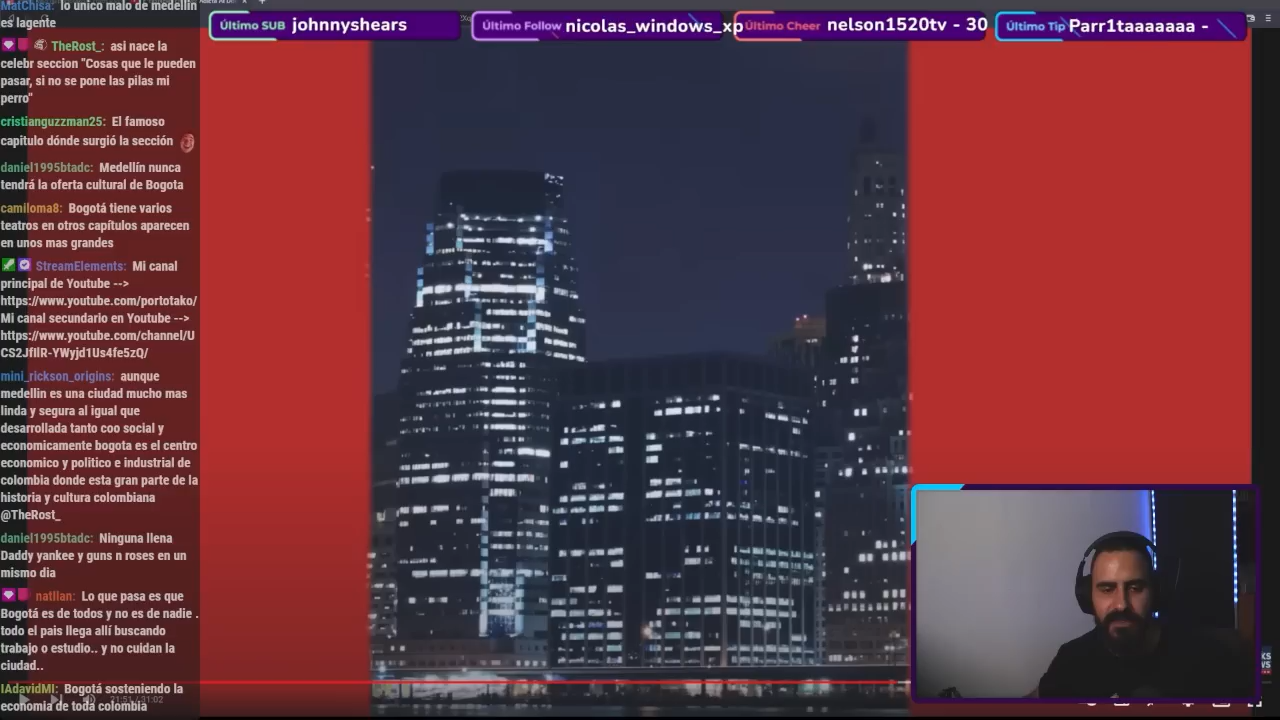 MatChisa: lo unico malo de medellin
es lagente
TheRost_: asi nace la
celebr seccion "Cosas que le pueden
pasar, si no se pone las pilas mi
perro"
cristianguzzman25: El famoso
capitulo dónde surgió la sección
daniel1995btadc: Medellín nunca
tendrá la oferta cultural de Bogota
camiloma8: Bogotá tiene varios
teatros en otros capítulos aparecen
en unos mas grandes
StreamElements: Mi canal
principal de Youtube -->
https://www.youtube.com/portotako/
Mi canal secundario en Youtube -->
https://www.youtube.com/channel/U
mini_rickson_origins: aunque
medellin es una ciudad mucho mas
linda y segura al igual que
desarrollada tanto coo social y
economicamente bogota es el centro
economico y politico e industrial de
colombia donde esta gran parte de la
historia y cultura colombiana
@TheRost_
daniel1995btadc: Ninguna llena
Daddy yankee y guns n roses en un
mismo dia
natllan: Lo que pasa es que
Bogotá es de todos y no es de nadie .
todo el pais llega allí buscando
trabajo o estudio.. y no cuidan la
ciudad..
IAdavidMI: Bogotá sosteniendo la
economía de toda colombia
Último SUB johnnyshears
Último Follow nicolas_windows_xp
Último Cheer nelson1520tv - 30
Último Tip Parr1taaaaaaa -